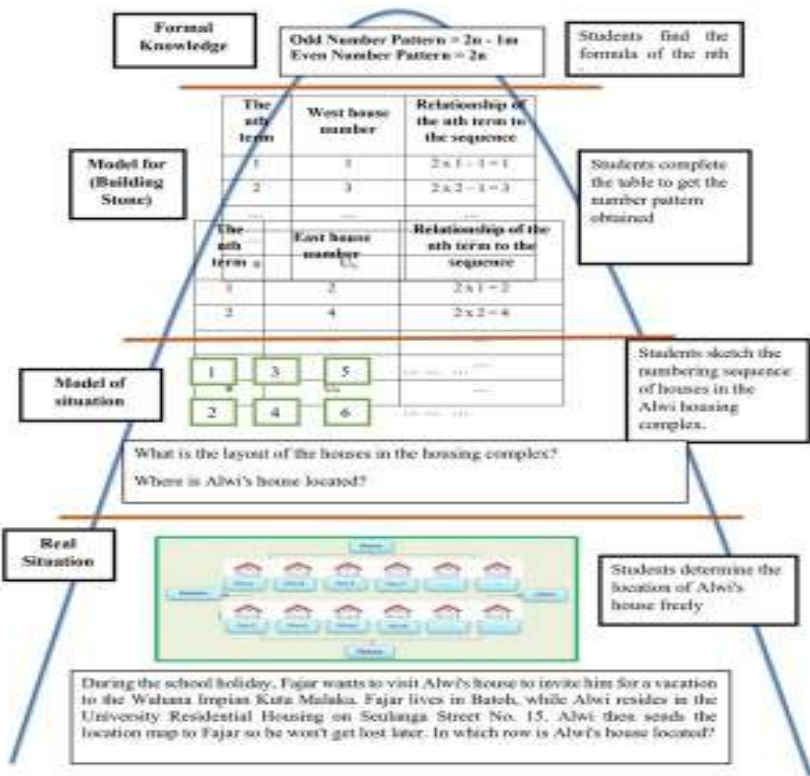 Formal
Knowledge
Odd Number Pattern = 2n - 1m
Even Number Pattern = 2n
Students find the
formula of the nth
The
nth
term
West house
number
Relationship of
the nth term to
the sequence
1
1
2 x 1 - 1 = 1
2
3
2 x 2 - 1 = 3
Model for
(Building
Stone)
Students complete
the table to get the
number pattern
obtained
The
nth
term
East house
number
Relationship of the
nth term to the
sequence
1
2
2 x 1 = 2
2
4
2 x 2 = 4
Model of
situation
1 3 5
2 4 6
Students sketch the
numbering sequence
of houses in the
Alwi housing
complex.
What is the layout of the houses in the housing complex?
Where is Alwi's house located?
Real
Situation
Students determine the
location of Alwi's
house freely
During the school holiday, Fajar wants to visit Alwi's house to invite him for a vacation
to the Wahana Impian Kuta Malaka. Fajar lives in Batoh, while Alwi resides in the
University Residential Housing on Seulanga Street No. 15. Alwi then sends the
location map to Fajar so he won't get lost later. In which row is Alwi's house located?